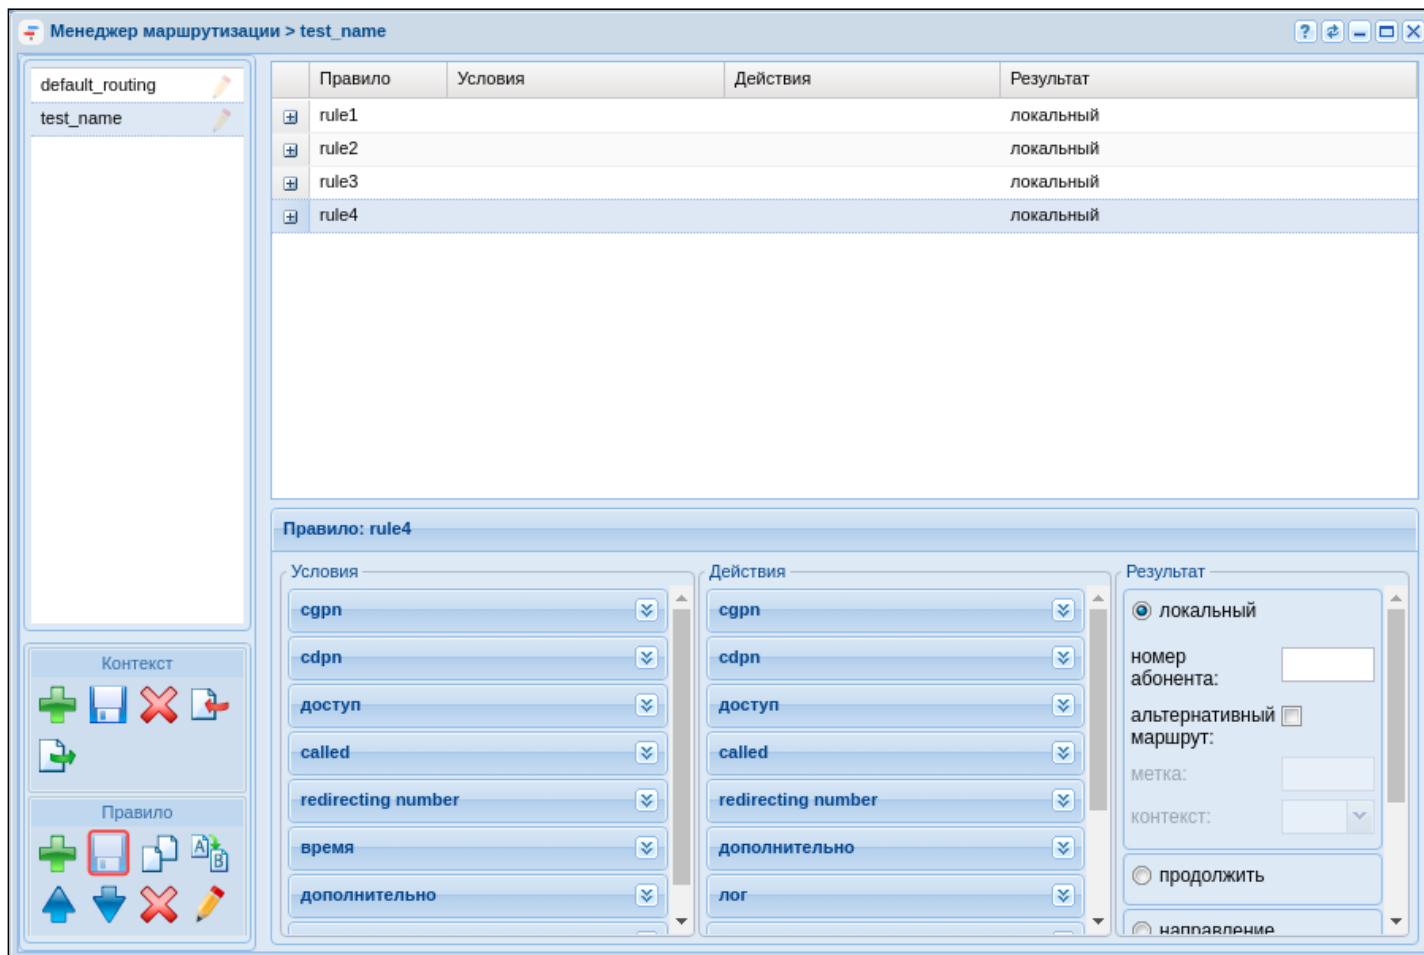 Менеджер маршрутизации > test_name
default_routing
test_name
Правило Условия Действия Результат
rule1 локальный
rule2 локальный
rule3 локальный
rule4 локальный
Правило: rule4
Условия
cgpn
cdpn
доступ
called
redirecting number
время
дополнительно
Действия
cgpn
cdpn
доступ
called
redirecting number
дополнительно
лог
Результат
локальный
номер
абонента:
альтернативный
маршрут:
метка:
контекст:
продолжить
направление
Контекст
Правило